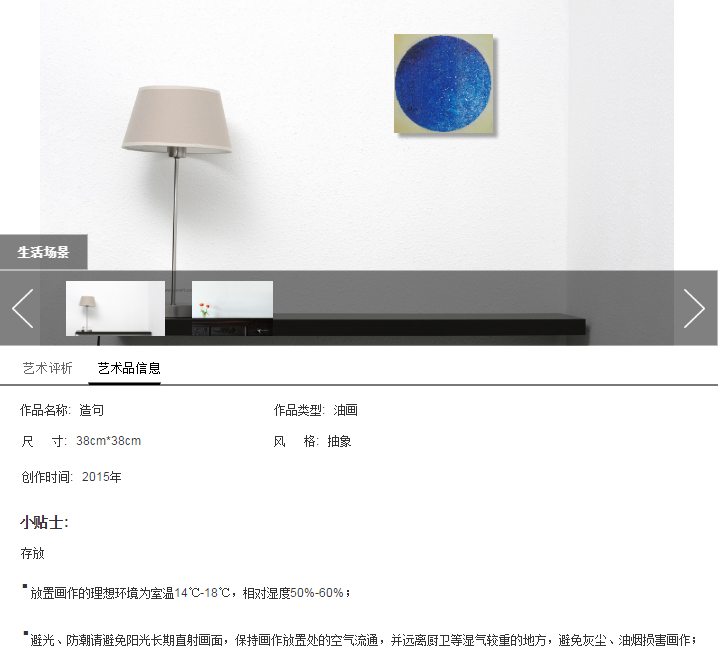 生活场景
艺术评析 艺术品信息
作品名称: 造句 作品类型: 油画
尺 寸: 38cm*38cm 风 格: 抽象
创作时间: 2015年
小贴士:
存放
▪ 放置画作的理想环境为室温14℃-18℃，相对湿度50%-60%；
▪ 避光、防潮请避免阳光长期直射画面，保持画作放置处的空气流通，并远离厨卫等湿气较重的地方，避免灰尘、油烟损害画作；